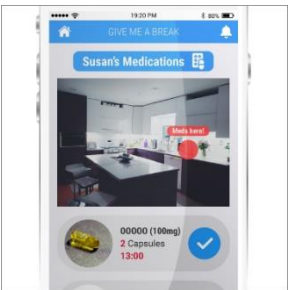 19:20 PM 80%
GIVE ME A BREAK
Susan's Medications
Meds here!
00000 (100mg)
2 Capsules
13:00